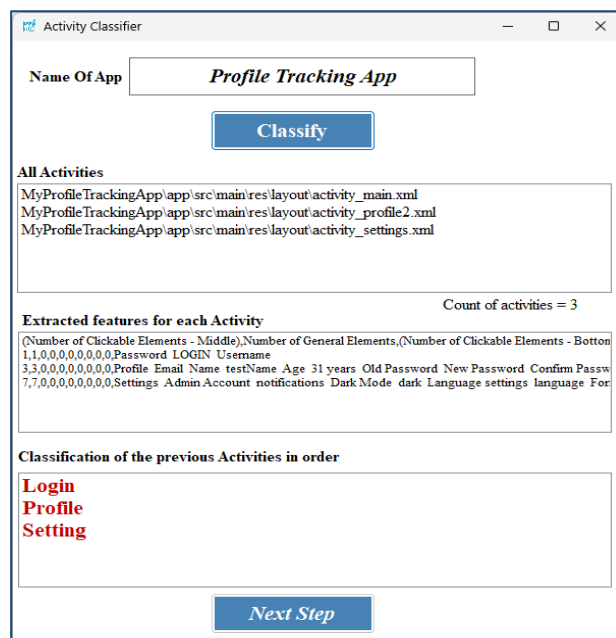 Activity Classifier
Name Of App
Profile Tracking App
Classify
All Activities
MyProfileTrackingApp\app\src\main\res\layout\activity_main.xml
MyProfileTrackingApp\app\src\main\res\layout\activity_profile2.xml
MyProfileTrackingApp\app\src\main\res\layout\activity_settings.xml
Count of activities = 3
Extracted features for each Activity
(Number of Clickable Elements - Middle),Number of General Elements,(Number of Clickable Elements - Botton
1,1,0,0,0,0,0,0,0,Password LOGIN Username
3,3,0,0,0,0,0,0,0,Profile Email Name testName Age 31 years Old Password New Password Confirm Passw
7,7,0,0,0,0,0,0,0,Settings Admin Account notifications Dark Mode dark Language settings language For
Classification of the previous Activities in order
Login
Profile
Setting
Next Step